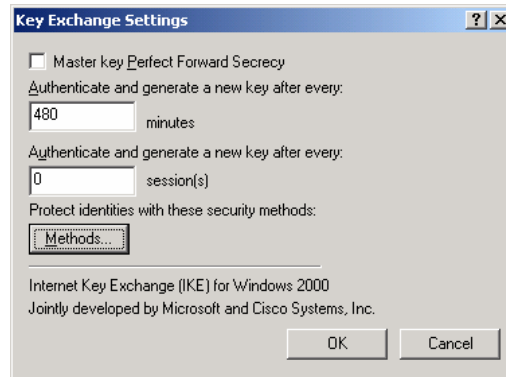 Key Exchange Settings
Master key Perfect Forward Secrecy
Authenticate and generate a new key after every:
480 minutes
Authenticate and generate a new key after every:
0 session(s)
Protect identities with these security methods:
Methods...
Internet Key Exchange (IKE) for Windows 2000
Jointly developed by Microsoft and Cisco Systems, Inc.
OK Cancel